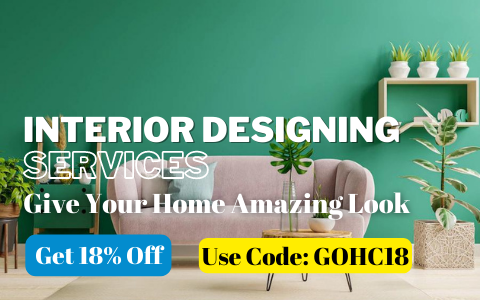 INTERIOR DESIGNING
SERVICES
Give Your Home Amazing Look
Get 18% Off
Use Code: GOHC18